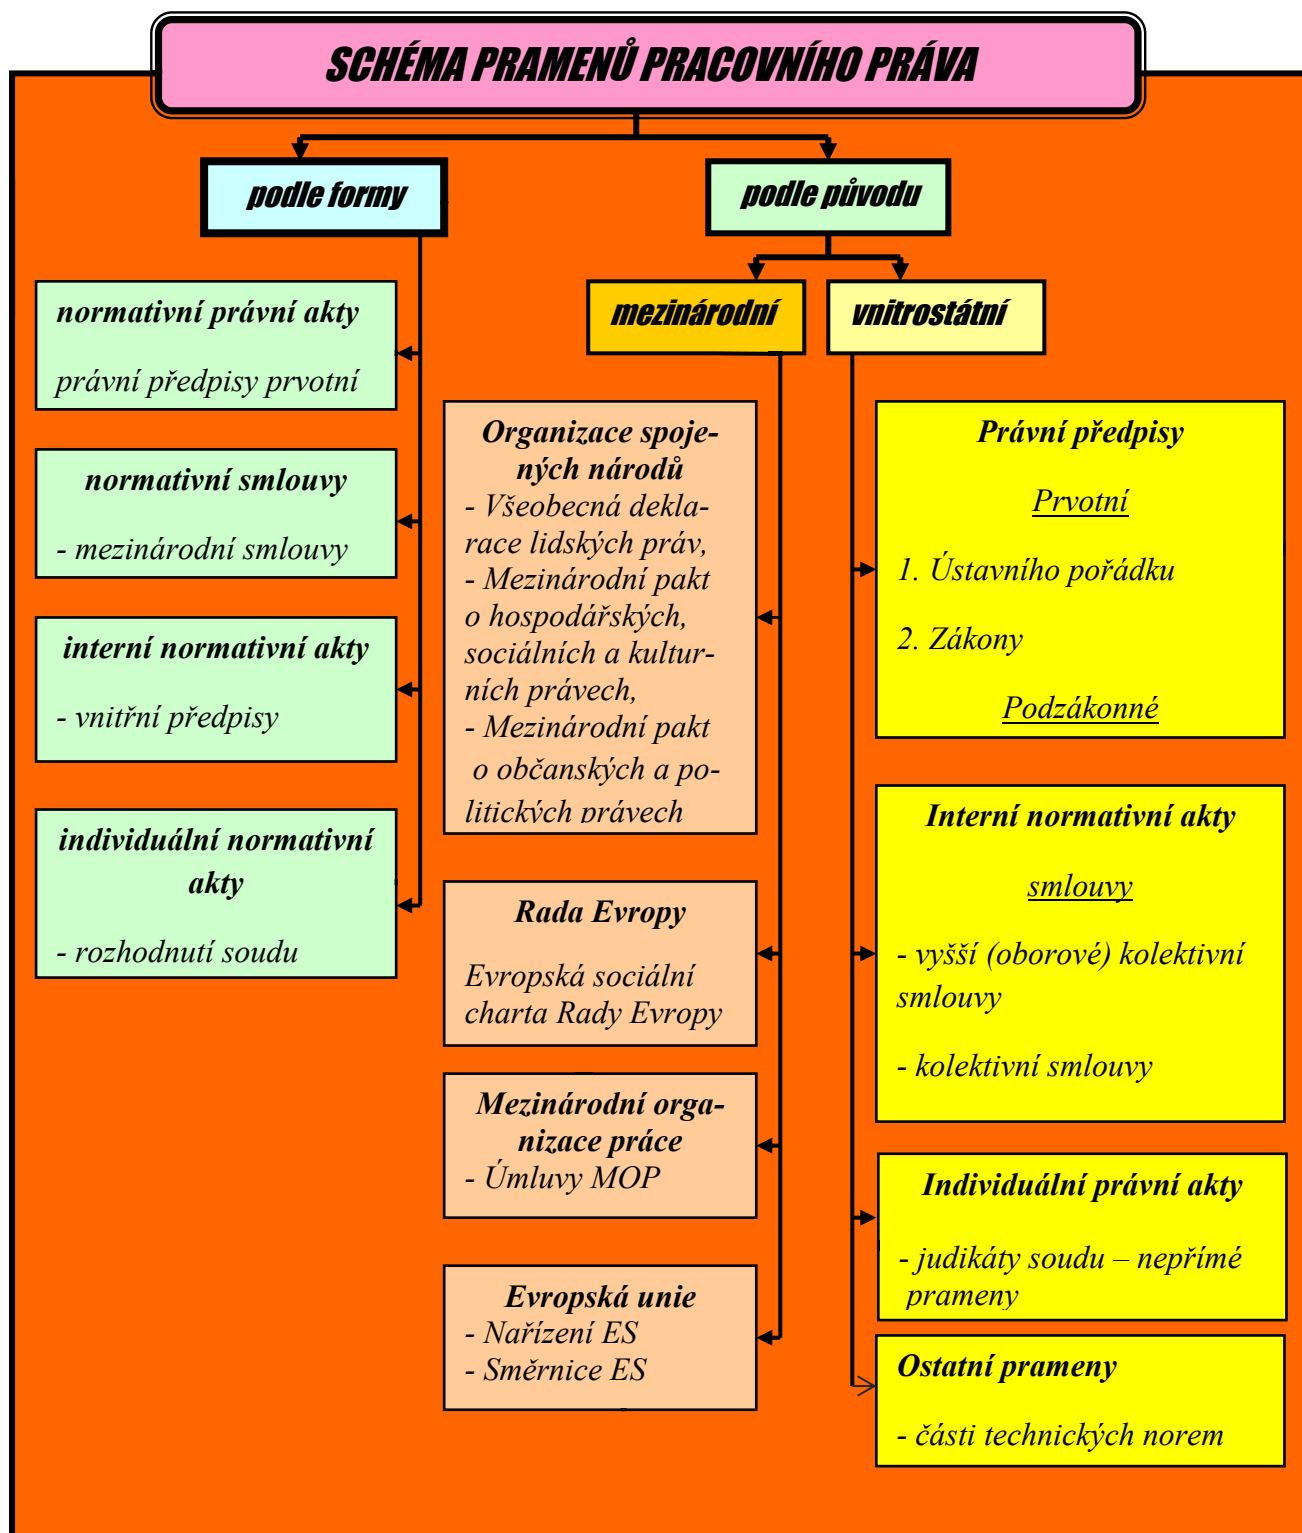 SCHÉMA PRAMENŮ PRACOVNÍHO PRÁVA
podle formy
podle původu
mezinárodní
vnitrostátní
normativní právní akty
právní předpisy prvotní
normativní smlouvy
- mezinárodní smlouvy
interní normativní akty
- vnitřní předpisy
individuální normativní
akty
- rozhodnutí soudu
Organizace spoje-
ných národů
- Všeobecná dekla-
race lidských práv,
- Mezinárodní pakt
o hospodářských,
sociálních a kultur-
ních právech,
- Mezinárodní pakt
o občanských a po-
litických právech
Rada Evropy
Evropská sociální
charta Rady Evropy
Mezinárodní orga-
nizace práce
- Úmluvy MOP
Evropská unie
- Nařízení ES
- Směrnice ES
Právní předpisy
Prvotní
1. Ústavního pořádku
2. Zákony
Podzákonné
Interní normativní akty
smlouvy
- vyšší (oborové) kolektivní
smlouvy
- kolektivní smlouvy
Individuální právní akty
- judikáty soudu – nepřímé
prameny
Ostatní prameny
- části technických norem